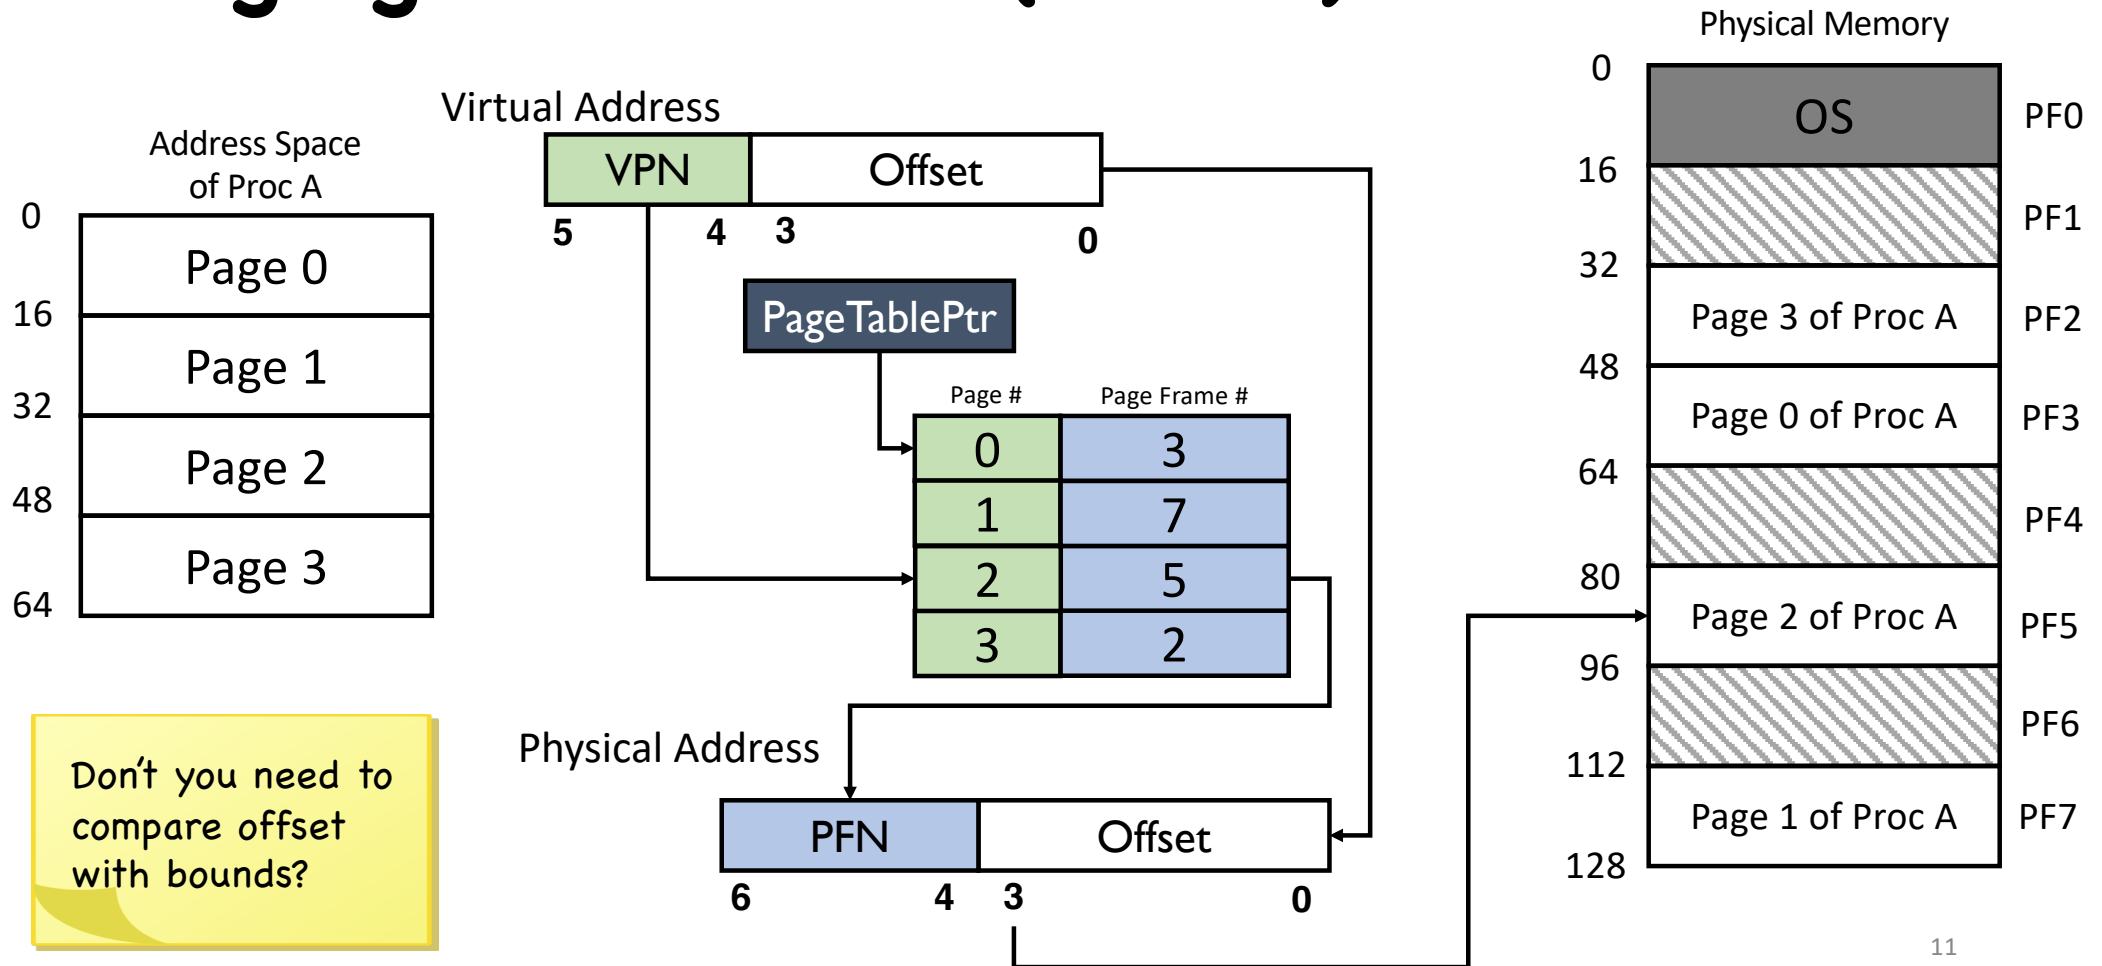 Physical Memory
Address Space
of Proc A
0
16
32
48
64
Page 0
Page 1
Page 2
Page 3
Virtual Address
VPN
Offset
5
4
3
0
PageTablePtr
Page #
Page Frame #
0
3
1
7
2
5
3
2
Physical Address
PFN
Offset
6
4
3
0
Don't you need to
compare offset
with bounds?
0
OS
PF0
16
PF1
32
Page 3 of Proc A
PF2
48
Page 0 of Proc A
PF3
64
PF4
80
Page 2 of Proc A
PF5
96
PF6
112
Page 1 of Proc A
PF7
128
11